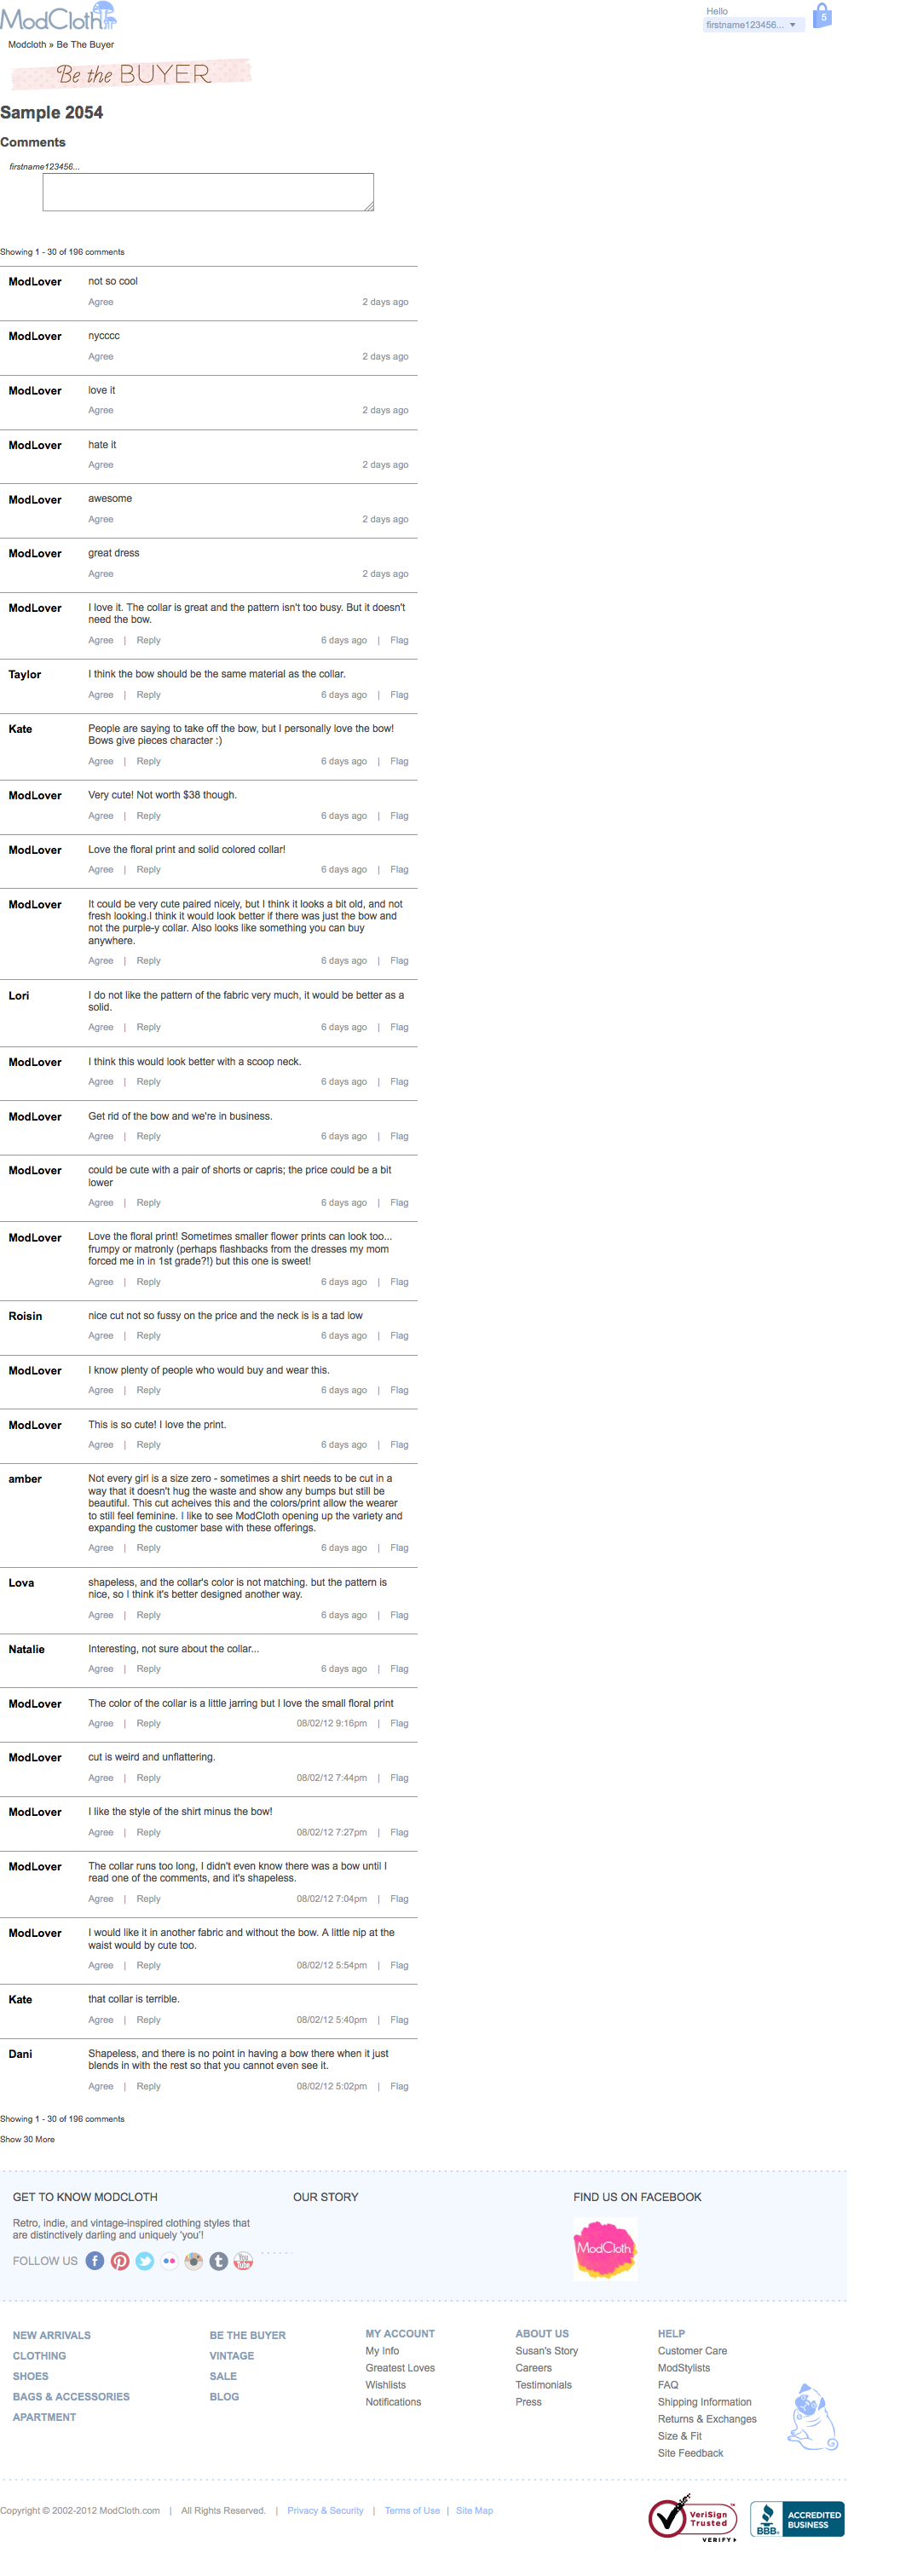 ModCloth
Hello
firstname123456...
5
Modcloth » Be The Buyer
Be the BUYER
Sample 2054
Comments
firstname123456...
Showing 1 - 30 of 196 comments
ModLover not so cool
Agree 2 days ago
ModLover nycccc
Agree 2 days ago
ModLover love it
Agree 2 days ago
ModLover hate it
Agree 2 days ago
ModLover awesome
Agree 2 days ago
ModLover great dress
Agree 2 days ago
ModLover I love it. The collar is great and the pattern isn't too busy. But it doesn't
need the bow.
Agree | Reply 6 days ago | Flag
Taylor I think the bow should be the same material as the collar.
Agree | Reply 6 days ago | Flag
Kate People are saying to take off the bow, but I personally love the bow!
Bows give pieces character :)
Agree | Reply 6 days ago | Flag
ModLover Very cute! Not worth $38 though.
Agree | Reply 6 days ago | Flag
ModLover Love the floral print and solid colored collar!
Agree | Reply 6 days ago | Flag
ModLover It could be very cute paired nicely, but I think it looks a bit old, and not
fresh looking.I think it would look better if there was just the bow and
not the purple-y collar. Also looks like something you can buy
anywhere.
Agree | Reply 6 days ago | Flag
Lori I do not like the pattern of the fabric very much, it would be better as a
solid.
Agree | Reply 6 days ago | Flag
ModLover I think this would look better with a scoop neck.
Agree | Reply 6 days ago | Flag
ModLover Get rid of the bow and we're in business.
Agree | Reply 6 days ago | Flag
ModLover could be cute with a pair of shorts or capris; the price could be a bit
lower
Agree | Reply 6 days ago | Flag
ModLover Love the floral print! Sometimes smaller flower prints can look too...
frumpy or matronly (perhaps flashbacks from the dresses my mom
forced me in in 1st grade?!) but this one is sweet!
Agree | Reply 6 days ago | Flag
Roisin nice cut not so fussy on the price and the neck is is a tad low
Agree | Reply 6 days ago | Flag
ModLover I know plenty of people who would buy and wear this.
Agree | Reply 6 days ago | Flag
ModLover This is so cute! I love the print.
Agree | Reply 6 days ago | Flag
amber Not every girl is a size zero - sometimes a shirt needs to be cut in a
way that it doesn't hug the waste and show any bumps but still be
beautiful. This cut acheives this and the colors/print allow the wearer
to still feel feminine. I like to see ModCloth opening up the variety and
expanding the customer base with these offerings.
Agree | Reply 6 days ago | Flag
Lova shapeless, and the collar's color is not matching. but the pattern is
nice, so I think it's better designed another way.
Agree | Reply 6 days ago | Flag
Natalie Interesting, not sure about the collar...
Agree | Reply 6 days ago | Flag
ModLover The color of the collar is a little jarring but I love the small floral print
Agree | Reply 08/02/12 9:16pm | Flag
ModLover cut is weird and unflattering.
Agree | Reply 08/02/12 7:44pm | Flag
ModLover I like the style of the shirt minus the bow!
Agree | Reply 08/02/12 7:27pm | Flag
ModLover The collar runs too long, I didn't even know there was a bow until I
read one of the comments, and it's shapeless.
Agree | Reply 08/02/12 7:04pm | Flag
ModLover I would like it in another fabric and without the bow. A little nip at the
waist would by cute too.
Agree | Reply 08/02/12 5:54pm | Flag
Kate that collar is terrible.
Agree | Reply 08/02/12 5:40pm | Flag
Dani Shapeless, and there is no point in having a bow there when it just
blends in with the rest so that you cannot even see it.
Agree | Reply 08/02/12 5:02pm | Flag
Showing 1 - 30 of 196 comments
Show 30 More
GET TO KNOW MODCLOTH
Retro, indie, and vintage-inspired clothing styles that
are distinctively darling and uniquely 'you'!
FOLLOW US
f P t You Tube
OUR STORY
FIND US ON FACEBOOK
ModCloth
NEW ARRIVALS
CLOTHING
SHOES
BAGS & ACCESSORIES
APARTMENT
BE THE BUYER
VINTAGE
SALE
BLOG
MY ACCOUNT
My Info
Greatest Loves
Wishlists
Notifications
ABOUT US
Susan's Story
Careers
Testimonials
Press
HELP
Customer Care
ModStylists
FAQ
Shipping Information
Returns & Exchanges
Size & Fit
Site Feedback
Copyright © 2002-2012 ModCloth.com | All Rights Reserved. | Privacy & Security | Terms of Use | Site Map
VeriSign
Trusted
VERIFY
BBB.
ACCREDITED
BUSINESS